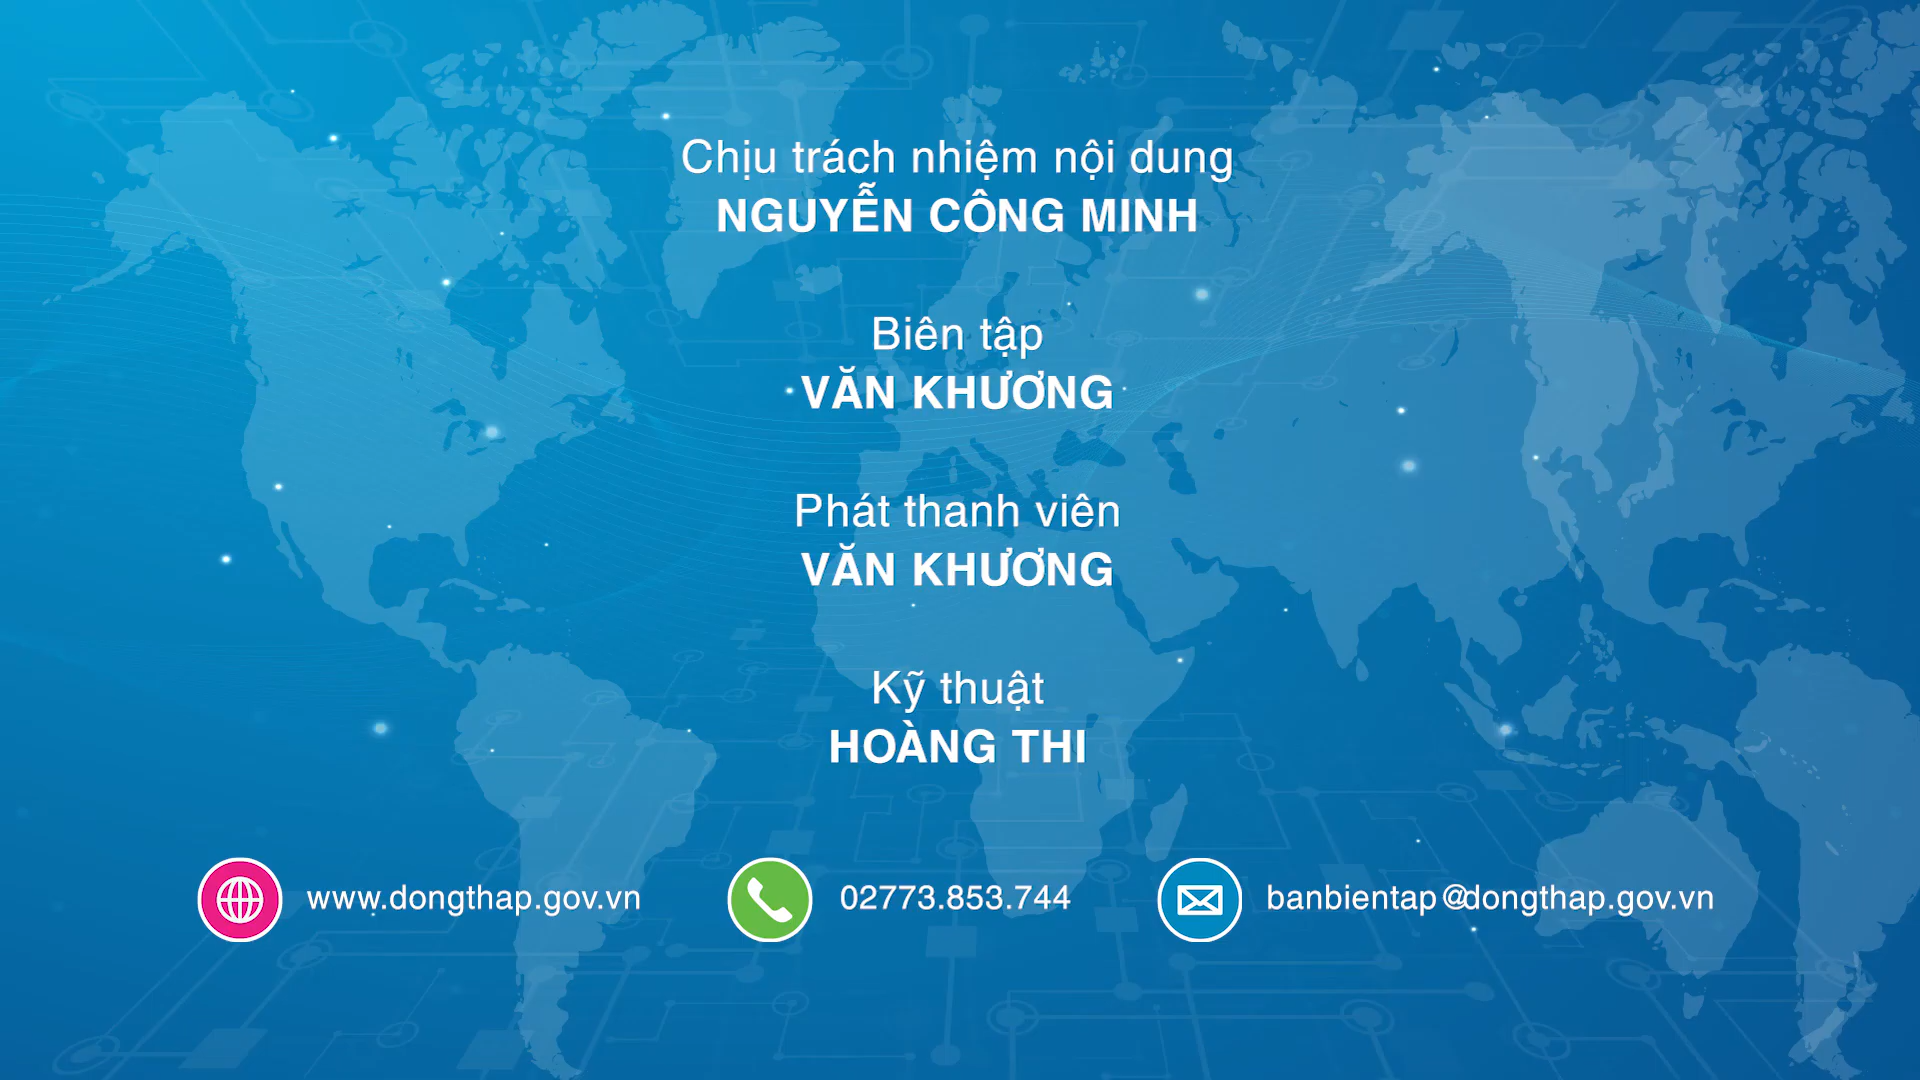 Chịu trách nhiệm nội dung
NGUYỄN CÔNG MINH
Biên tập
VĂN KHƯƠNG
Phát thanh viên
VĂN KHƯƠNG
Kỹ thuật
HOÀNG THI
www.dongthap.gov.vn
02773.853.744
banbientap@dongthap.gov.vn